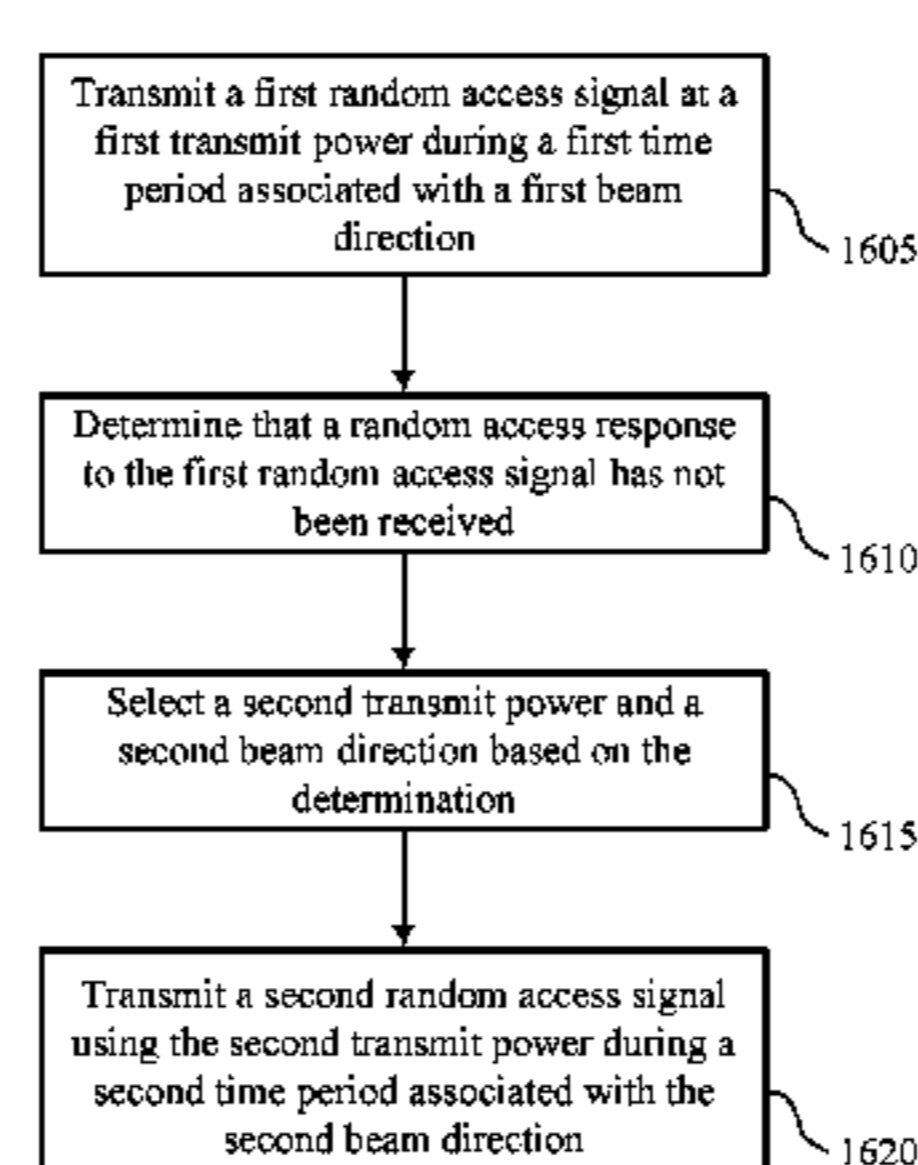 Transmit a first random access signal at a
first transmit power during a first time
period associated with a first beam
direction
1605
Determine that a random access response
to the first random access signal has not
been received
1610
Select a second transmit power and a
second beam direction based on the
determination
1615
Transmit a second random access signal
using the second transmit power during a
second time period associated with the
second beam direction
1620